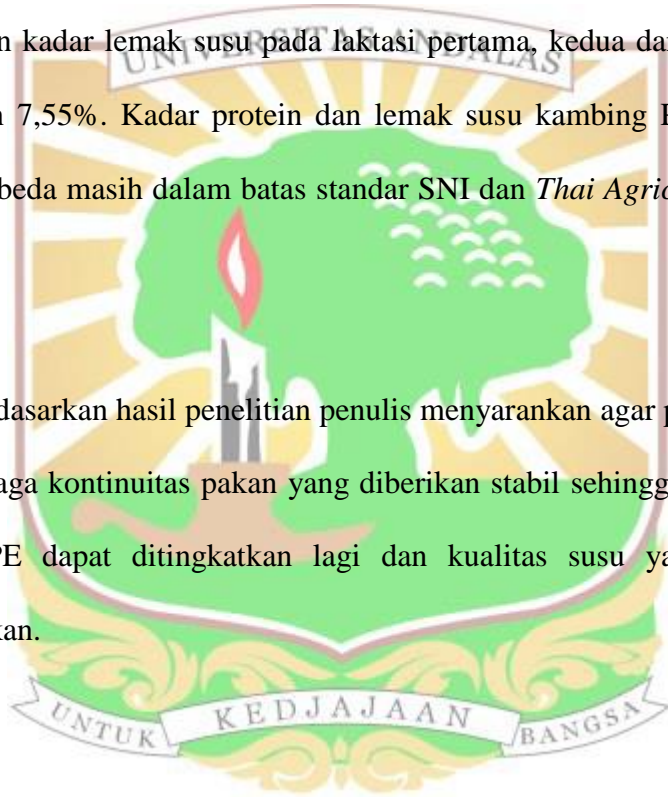 n kadar lemak susu pada laktasi pertama, kedua da
UNIVERSITAS ANDALAS
n 7,55%. Kadar protein dan lemak susu kambing
beda masih dalam batas standar SNI dan Thai Agric
dasarkan hasil penelitian penulis menyarankan agar p
aga kontinuitas pakan yang diberikan stabil sehingg
PE dapat ditingkatkan lagi dan kualitas susu ya
kan.
UNTUK KEDJAJAAN BANGSA